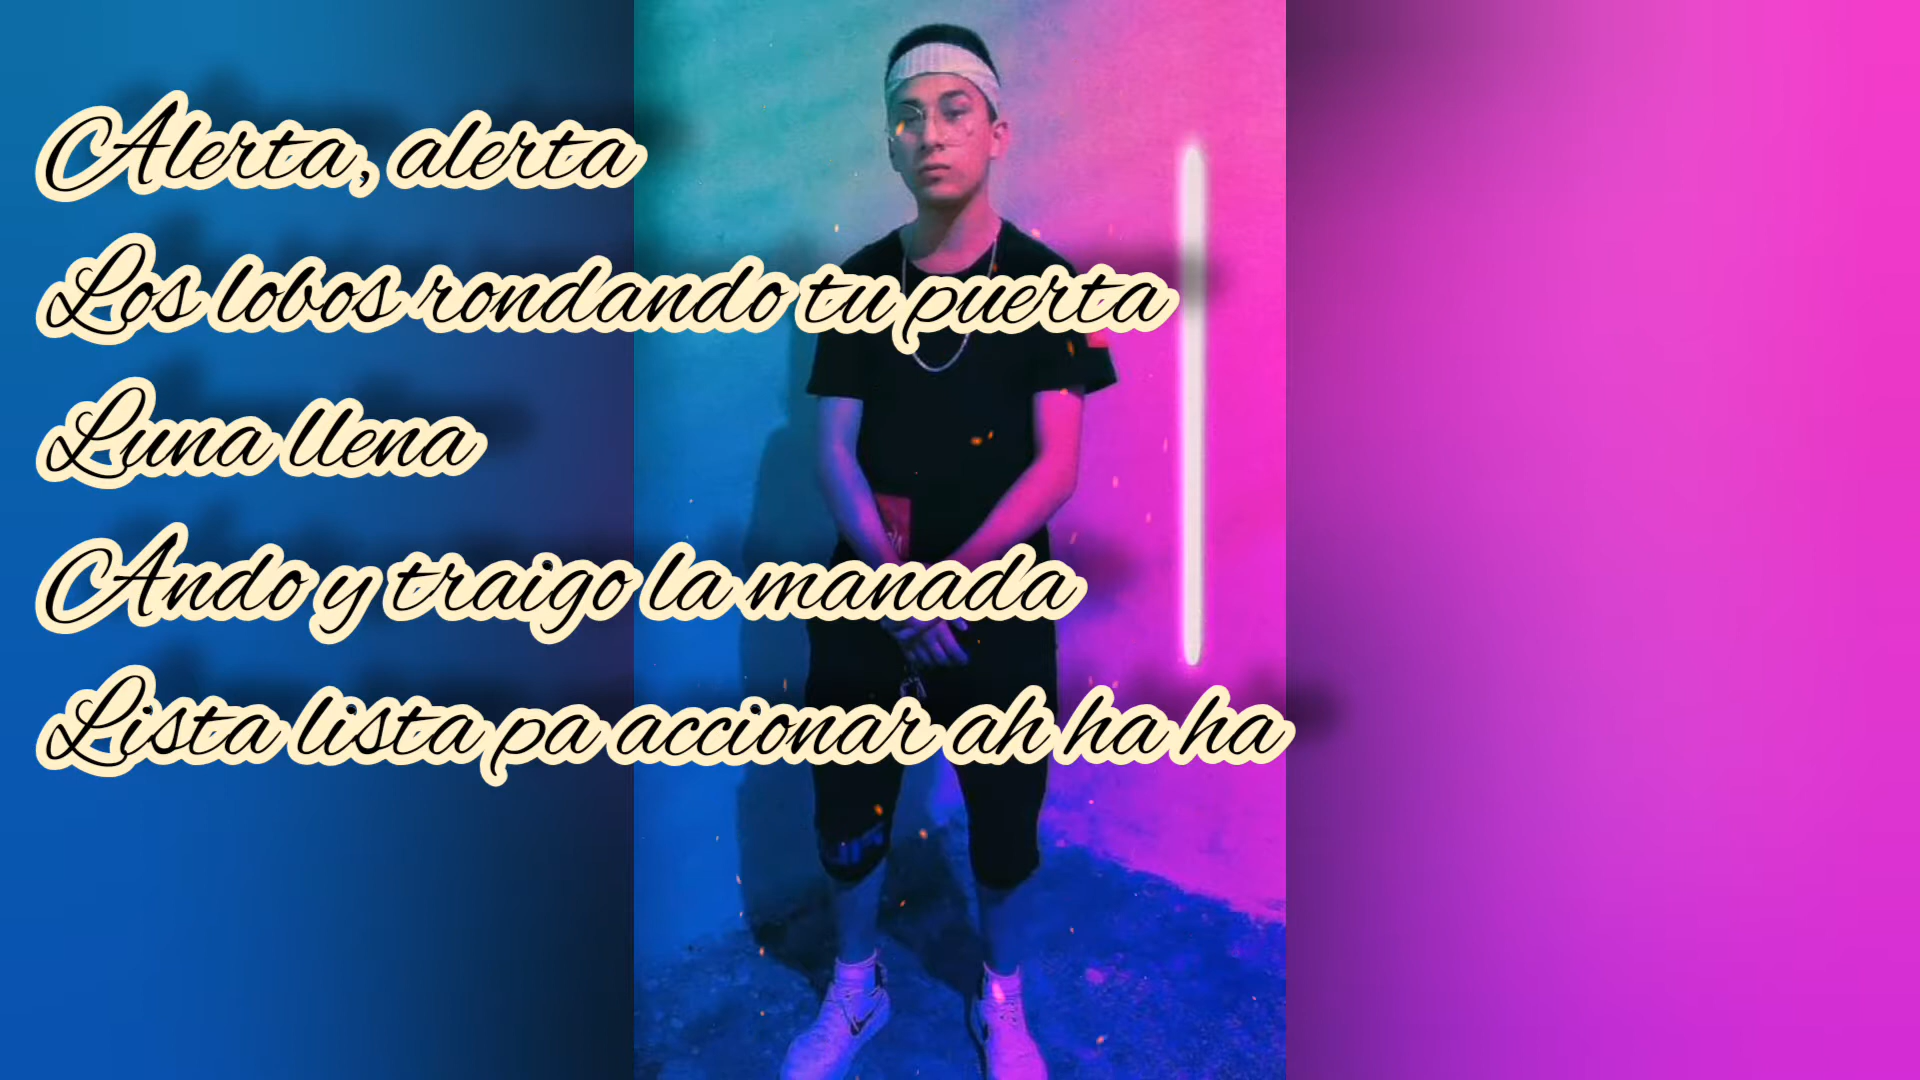 Alerta, alerta
Los lobos rondando tu puerta
Luna llena
Ando y traigo la manada
Lista lista pa accionar ah ha ha